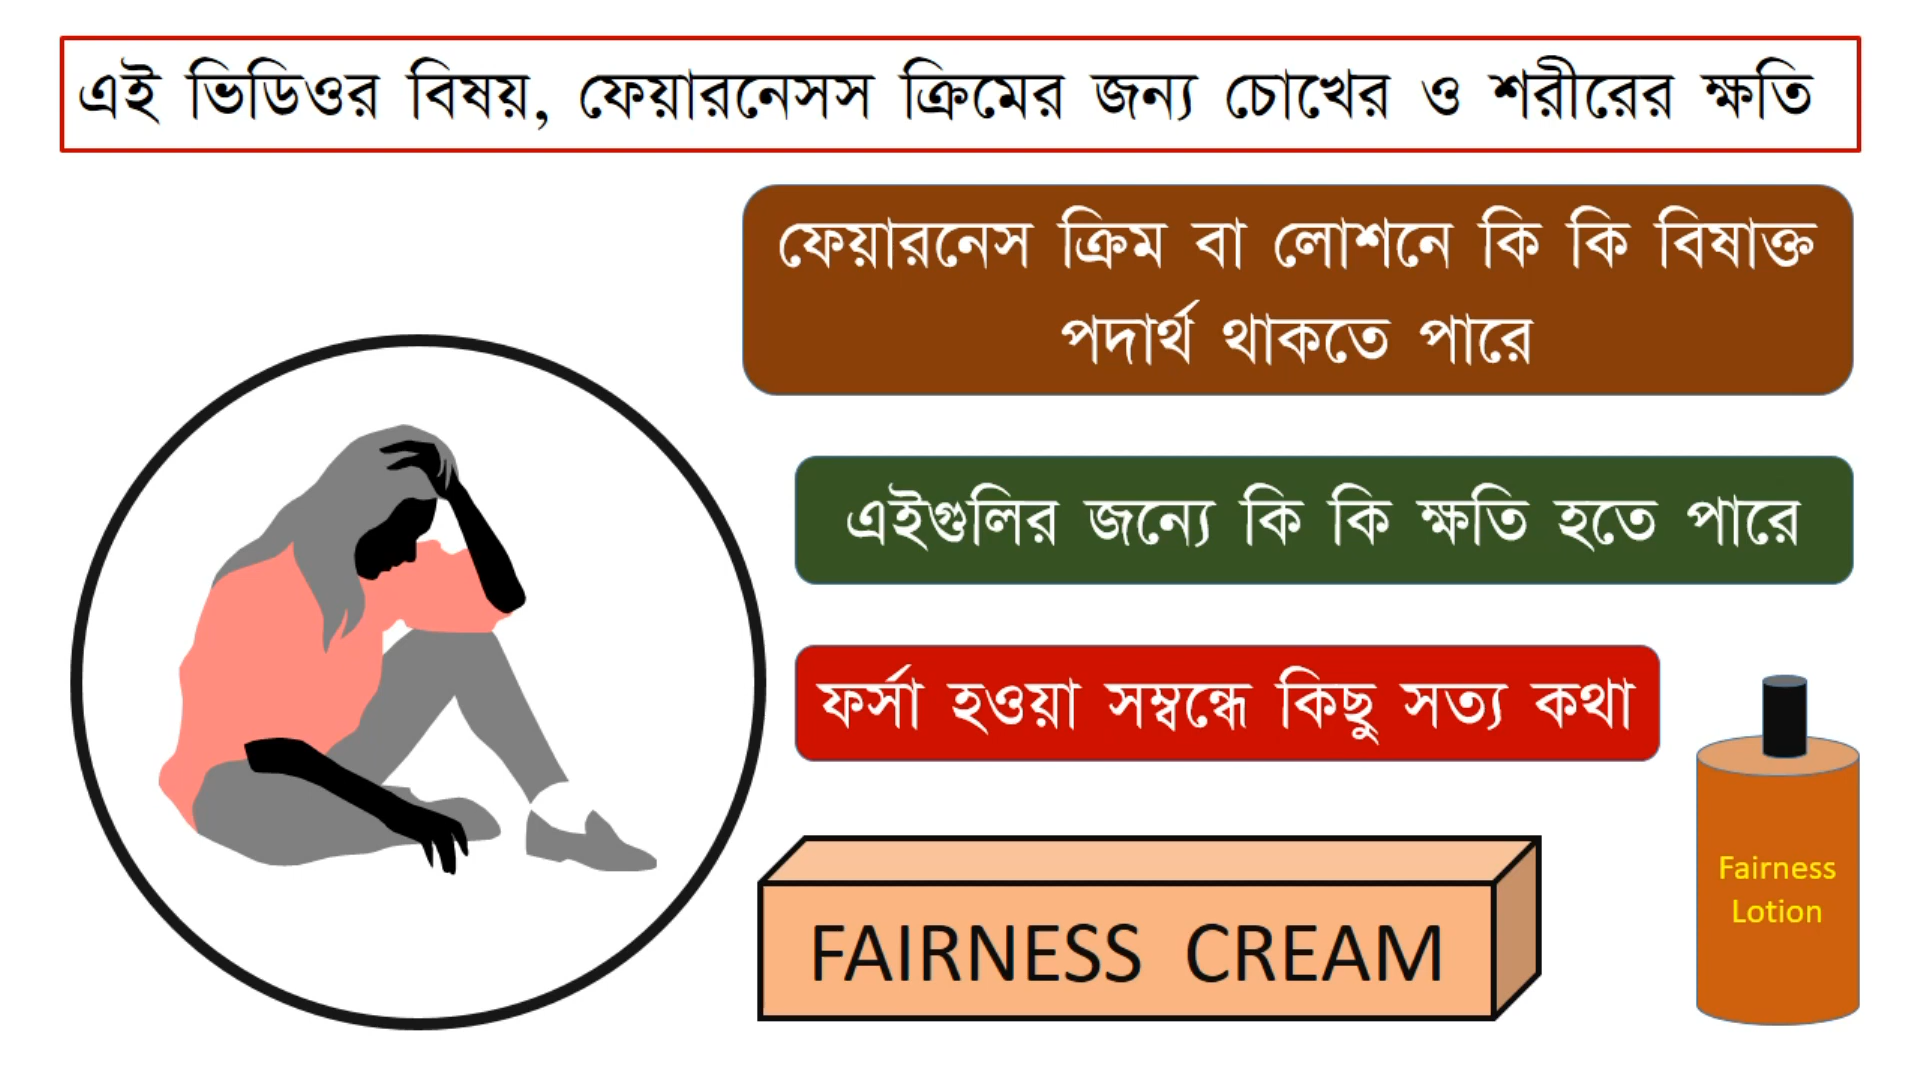 এই ভিডিওর বিষয়, ফেয়ারনেসস ক্রিমের জন্য চোখের ও শরীরের ক্ষতি
ফেয়ারনেস ক্রিম বা লোশনে কি কি বিষাক্ত
পদার্থ থাকতে পারে
এইগুলির জন্যে কি কি ক্ষতি হতে পারে
ফর্সা হওয়া সম্বন্ধে কিছু সত্য কথা
Fairness
Lotion
FAIRNESS CREAM